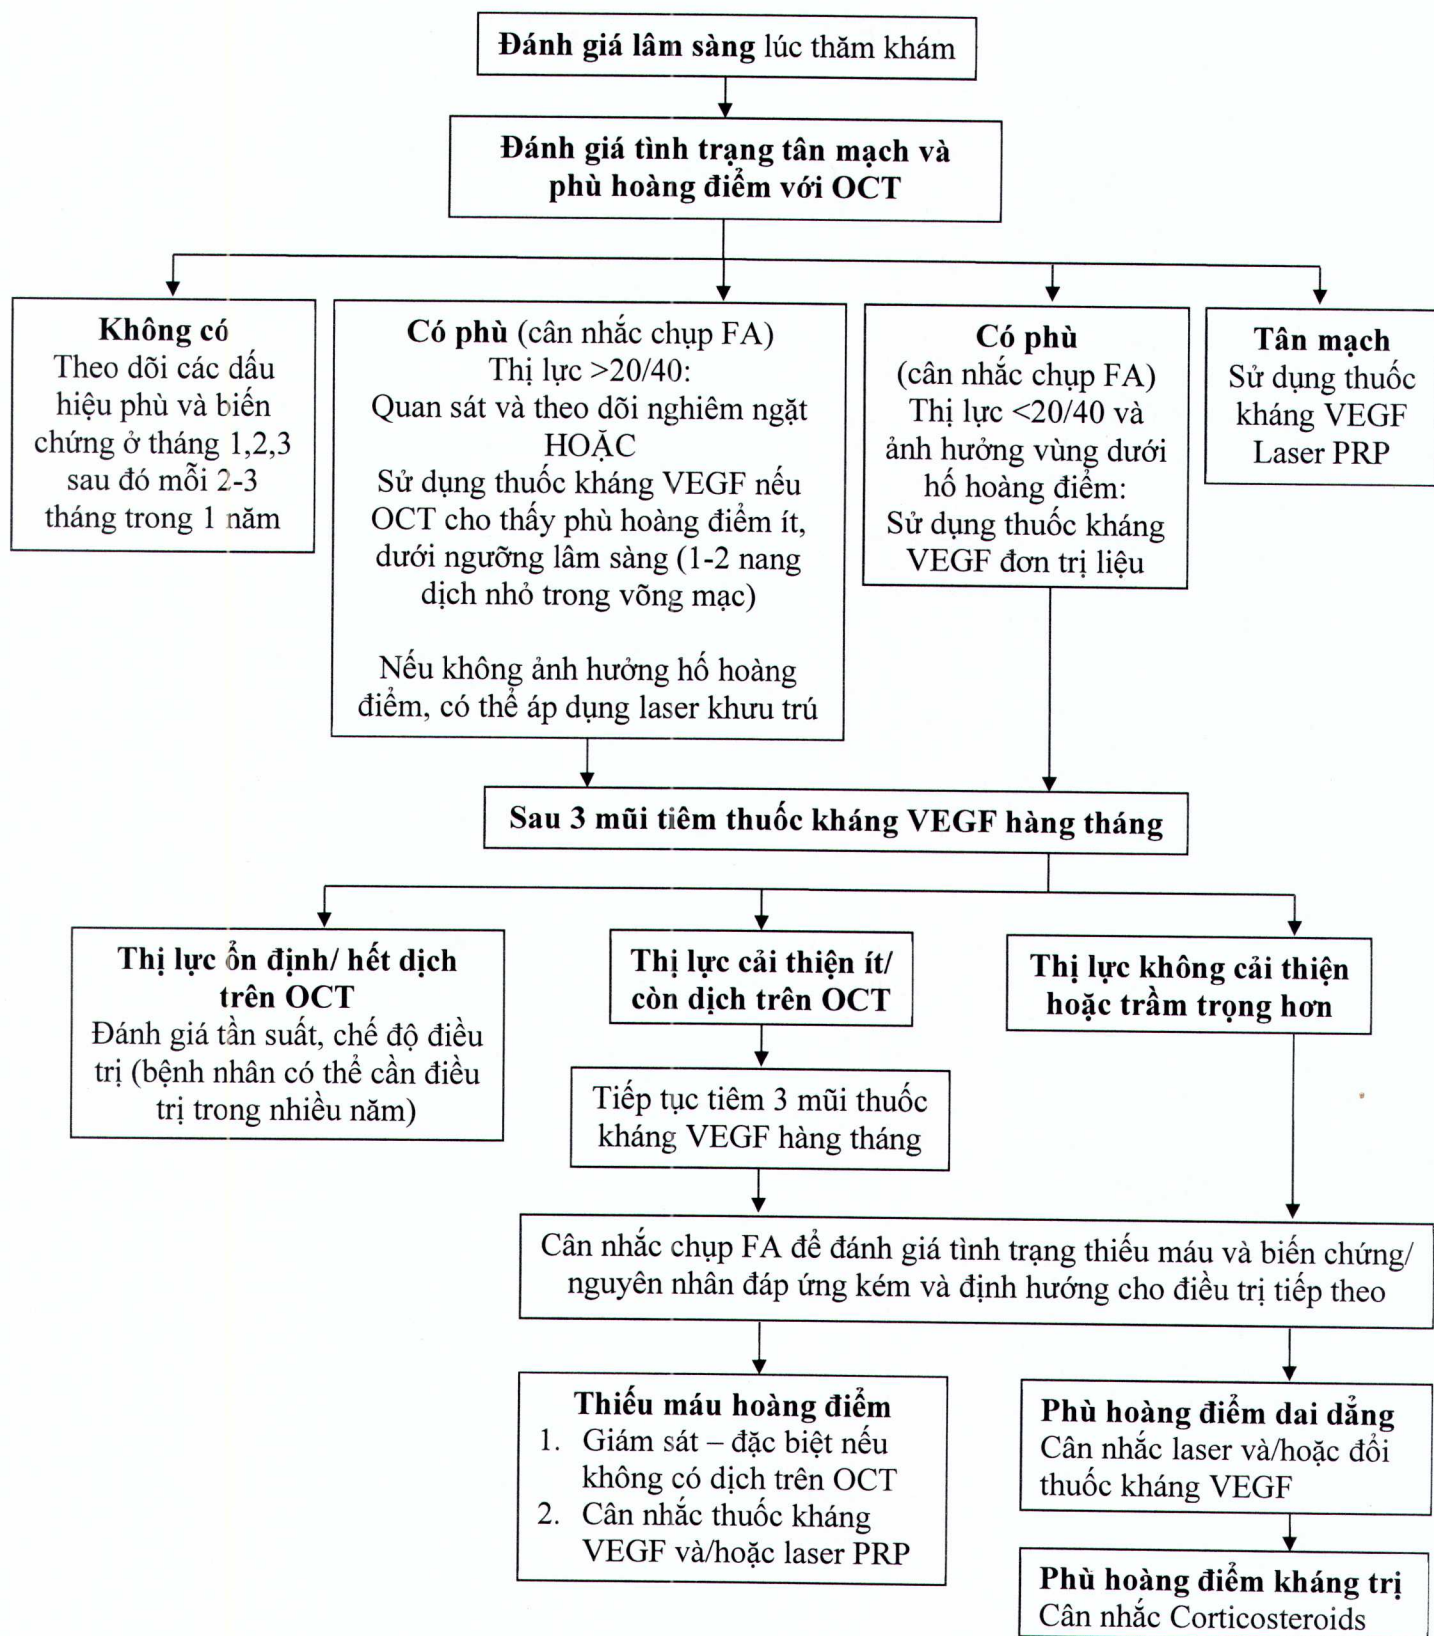 Đánh giá lâm sàng lúc thăm khám
Đánh giá tình trạng tân mạch và
phù hoàng điểm với OCT
Không có
Theo dõi các dấu
hiệu phù và biến
chứng ở tháng 1,2,3
sau đó mỗi 2-3
tháng trong 1 năm
Có phù (cân nhắc chụp FA)
Thị lực >20/40:
Quan sát và theo dõi nghiêm ngặt
HOẶC
Sử dụng thuốc kháng VEGF nếu
OCT cho thấy phù hoàng điểm ít,
dưới ngưỡng lâm sàng (1-2 nang
dịch nhỏ trong võng mạc)
Nếu không ảnh hưởng hố hoàng
điểm, có thể áp dụng laser khưu trú
Có phù
(cân nhắc chụp FA)
Thị lực <20/40 và
ảnh hưởng vùng dưới
hố hoàng điểm:
Sử dụng thuốc kháng
VEGF đơn trị liệu
Tân mạch
Sử dụng thuốc
kháng VEGF
Laser PRP
Sau 3 mũi tiêm thuốc kháng VEGF hàng tháng
Thị lực ổn định/ hết dịch
trên OCT
Đánh giá tần suất, chế độ điều
trị (bệnh nhân có thể cần điều
trị trong nhiều năm)
Thị lực cải thiện ít/
còn dịch trên OCT
Thị lực không cải thiện
hoặc trầm trọng hơn
Tiếp tục tiêm 3 mũi thuốc
kháng VEGF hàng tháng
Cân nhắc chụp FA để đánh giá tình trạng thiếu máu và biến chứng/
nguyên nhân đáp ứng kém và định hướng cho điều trị tiếp theo
Thiếu máu hoàng điểm
1. Giám sát – đặc biệt nếu
không có dịch trên OCT
2. Cân nhắc thuốc kháng
VEGF và/hoặc laser PRP
Phù hoàng điểm dai dẳng
Cân nhắc laser và/hoặc đổi
thuốc kháng VEGF
Phù hoàng điểm kháng trị
Cân nhắc Corticosteroids